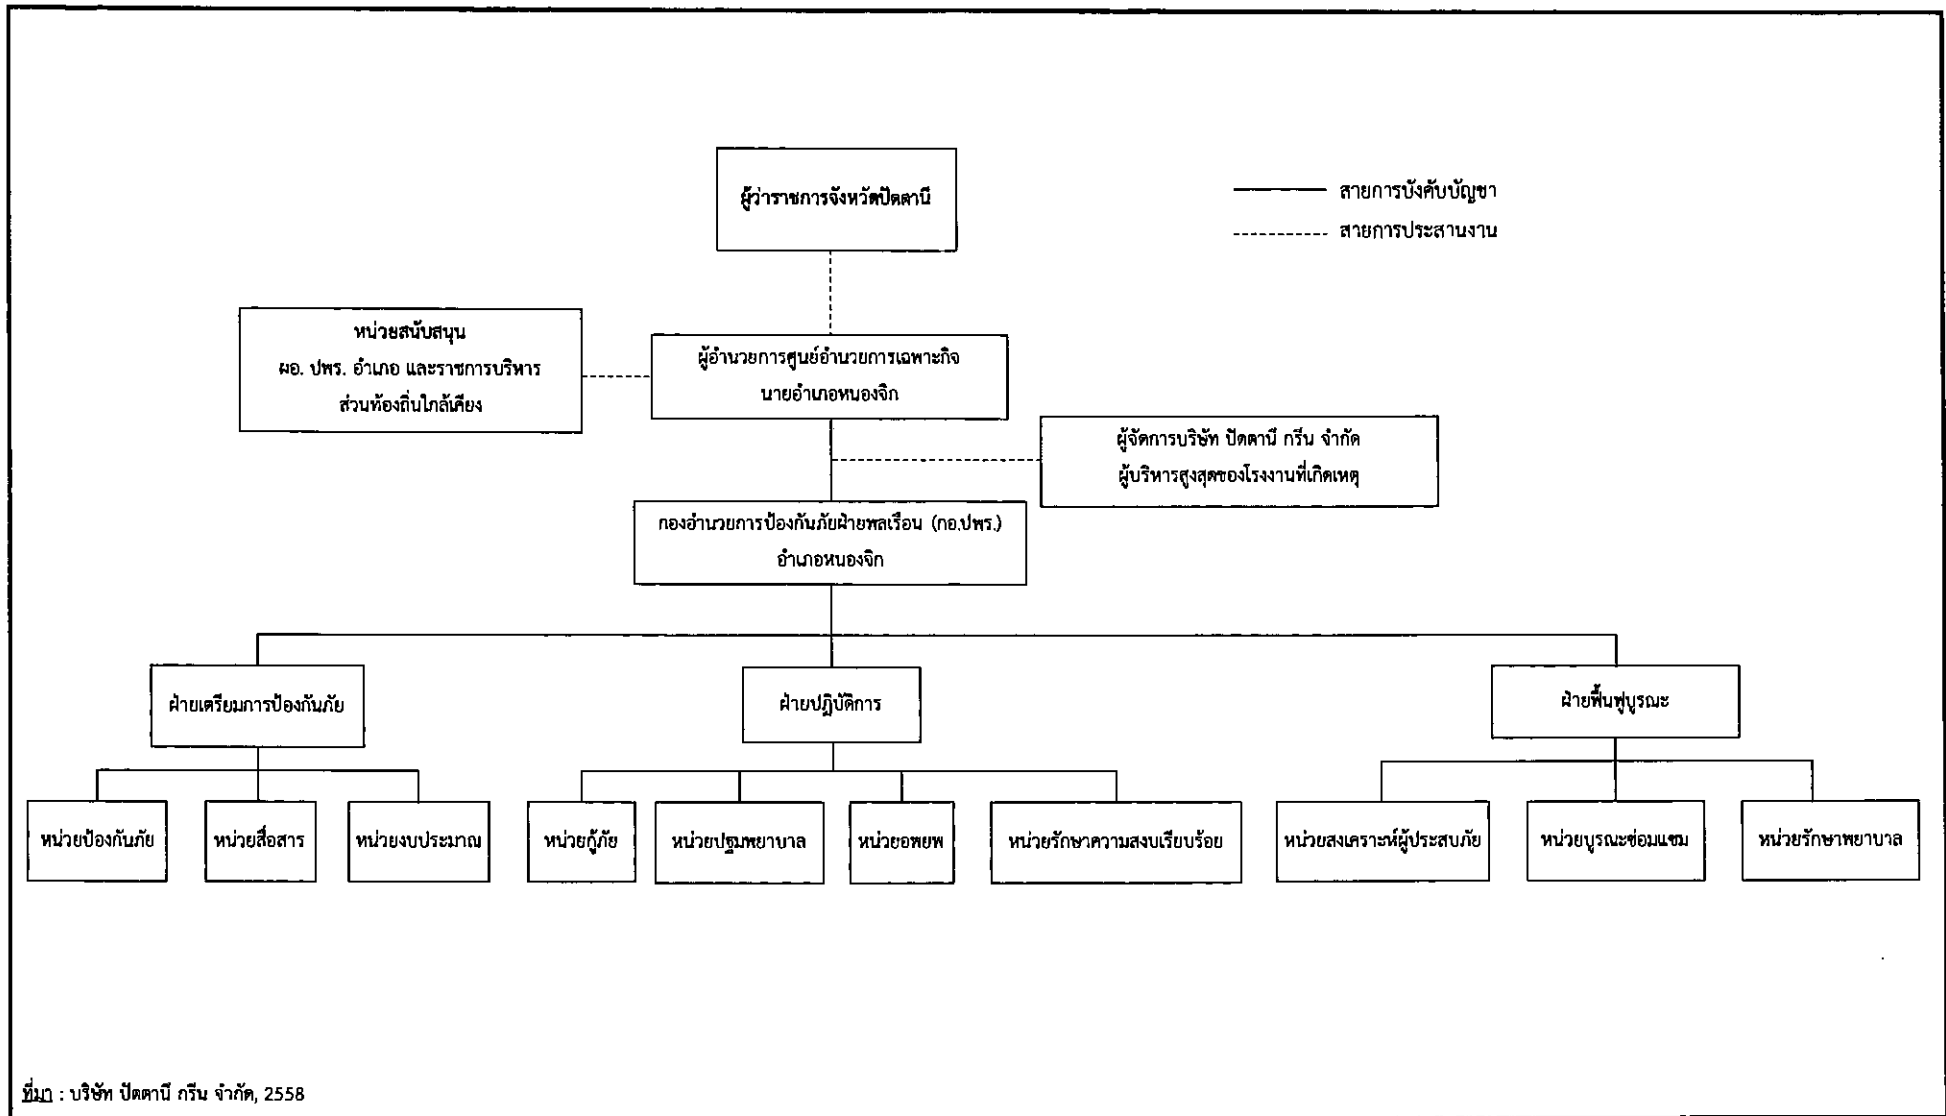 ผู้ว่าราชการจังหวัดปัตตานี
สายการบังคับบัญชา
สายการประสานงาน
หน่วยสนับสนุน
ผอ. ปพร. อำเภอ และราชการบริหาร
ส่วนท้องถิ่นใกล้เคียง
ผู้อำนวยการศูนย์อำนวยการเฉพาะกิจ
นายอำเภอหนองจิก
ผู้จัดการบริษัท ปัตตานี กรีน จำกัด
ผู้บริหารสูงสุดของโรงงานที่เกิดเหตุ
กองอำนวยการป้องกันภัยฝ่ายพลเรือน (กอ.ปพร.)
อำเภอหนองจิก
ฝ่ายเตรียมการป้องกันภัย
ฝ่ายปฏิบัติการ
ฝ่ายฟื้นฟูบูรณะ
หน่วยป้องกันภัย
หน่วยสื่อสาร
หน่วยงบประมาณ
หน่วยกู้ภัย
หน่วยปฐมพยาบาล
หน่วยอพยพ
หน่วยรักษาความสงบเรียบร้อย
หน่วยสงเคราะห์ผู้ประสบภัย
หน่วยบูรณะซ่อมแซม
หน่วยรักษาพยาบาล
ที่มา : บริษัท ปัตตานี กรีน จำกัด, 2558